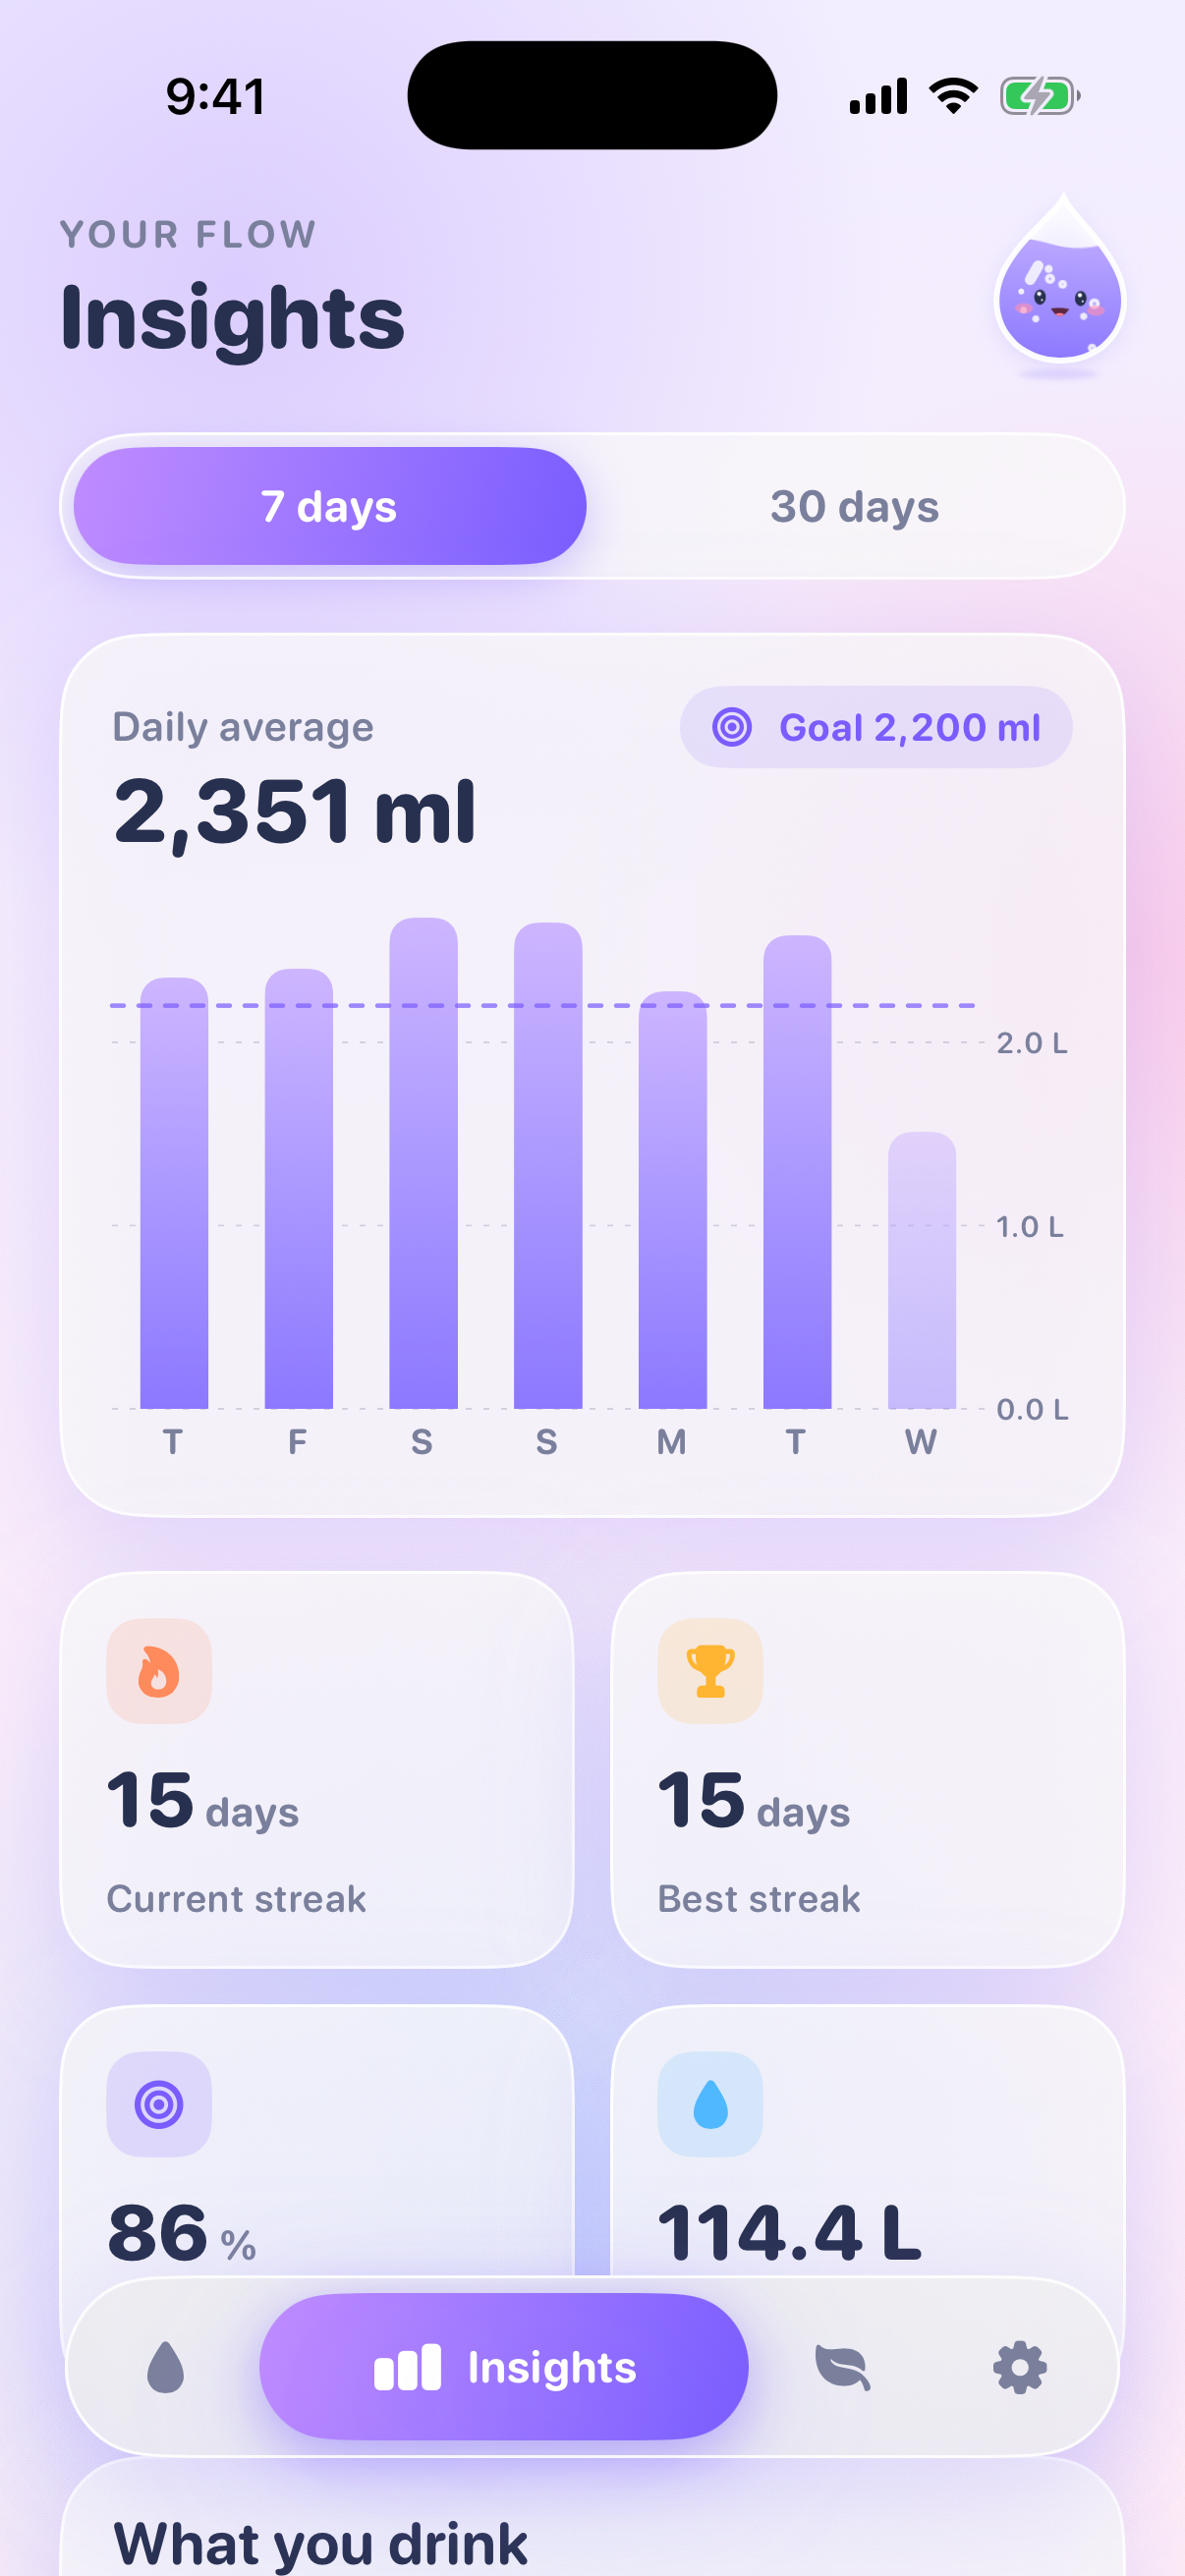 9:41
YOUR FLOW
Insights
7 days
30 days
Daily average
Goal 2,200 ml
2,351 ml
2.0 L
1.0 L
0.0 L
T F S S M T W
15 days
Current streak
15 days
Best streak
86 %
114.4 L
Insights
What you drink